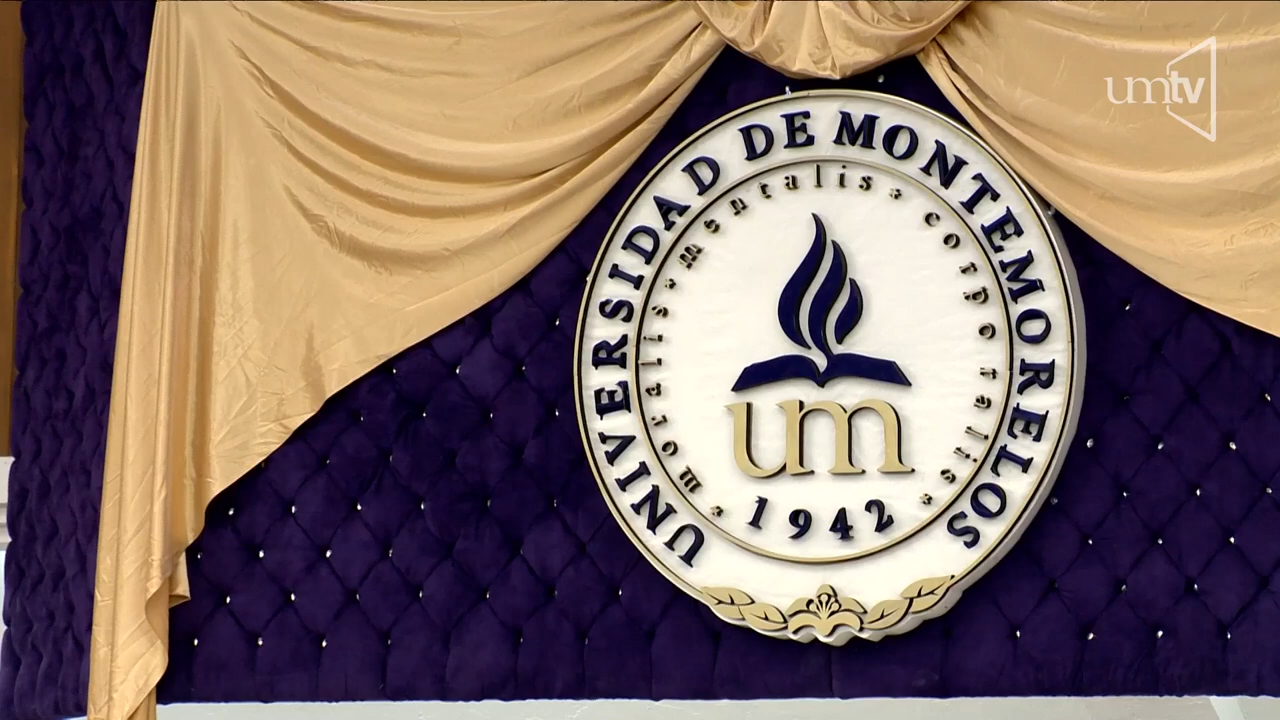 umtv
UNIVERSIDAD DE MONTEMORELOS
moralis mentalis corporalis
um
1942